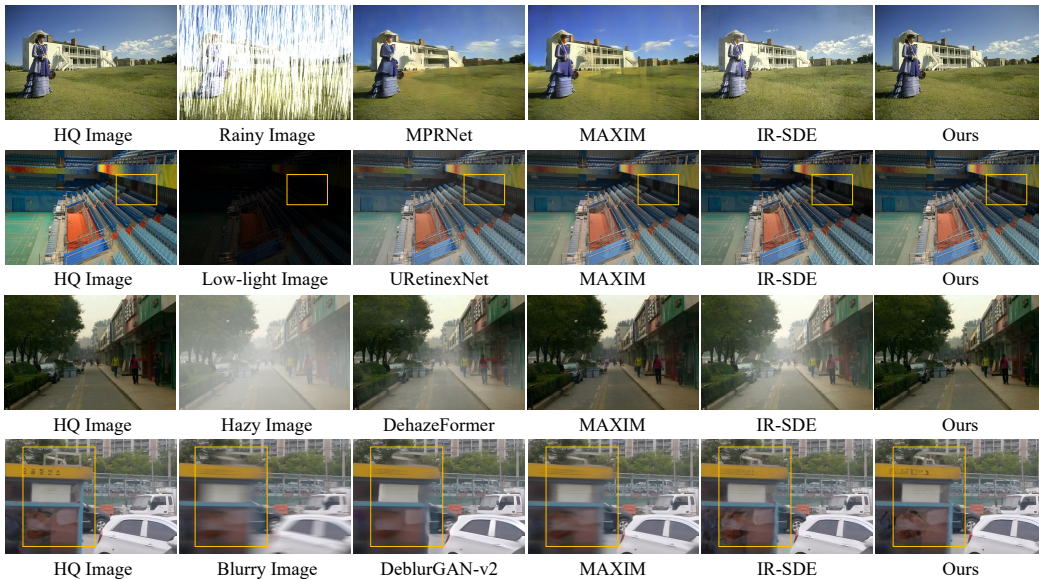 HQ Image Rainy Image MPRNet MAXIM IR-SDE Ours
HQ Image Low-light Image URetinexNet MAXIM IR-SDE Ours
HQ Image Hazy Image DehazeFormer MAXIM IR-SDE Ours
HQ Image Blurry Image DeblurGAN-v2 MAXIM IR-SDE Ours